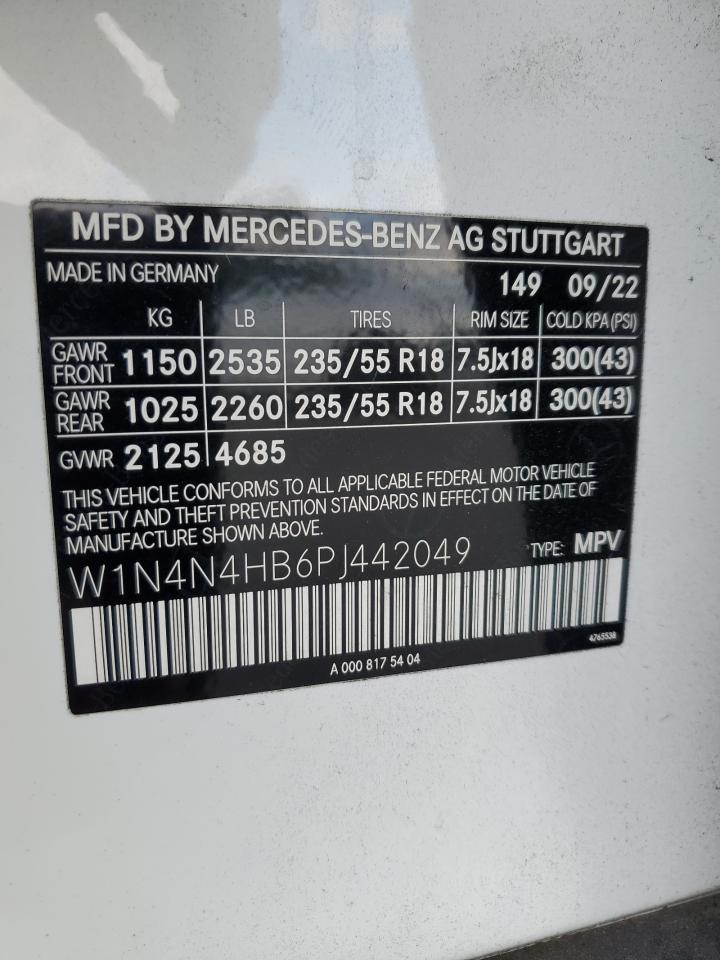 MFD BY MERCEDES-BENZ AG STUTTGART
MADE IN GERMANY 149 09/22
KG LB TIRES RIM SIZE COLD KPA(PSI)
GAWR FRONT 1150 2535 235/55 R18 7.5Jx18 300(43)
GAWR REAR 1025 2260 235/55 R18 7.5Jx18 300(43)
GVWR 2125 4685
THIS VEHICLE CONFORMS TO ALL APPLICABLE FEDERAL MOTOR VEHICLE
SAFETY AND THEFT PREVENTION STANDARDS IN EFFECT ON THE DATE OF
MANUFACTURE SHOWN ABOVE.
W1N4N4HB6PJ442049 TYPE: MPV
4765538
A 000 817 54 04